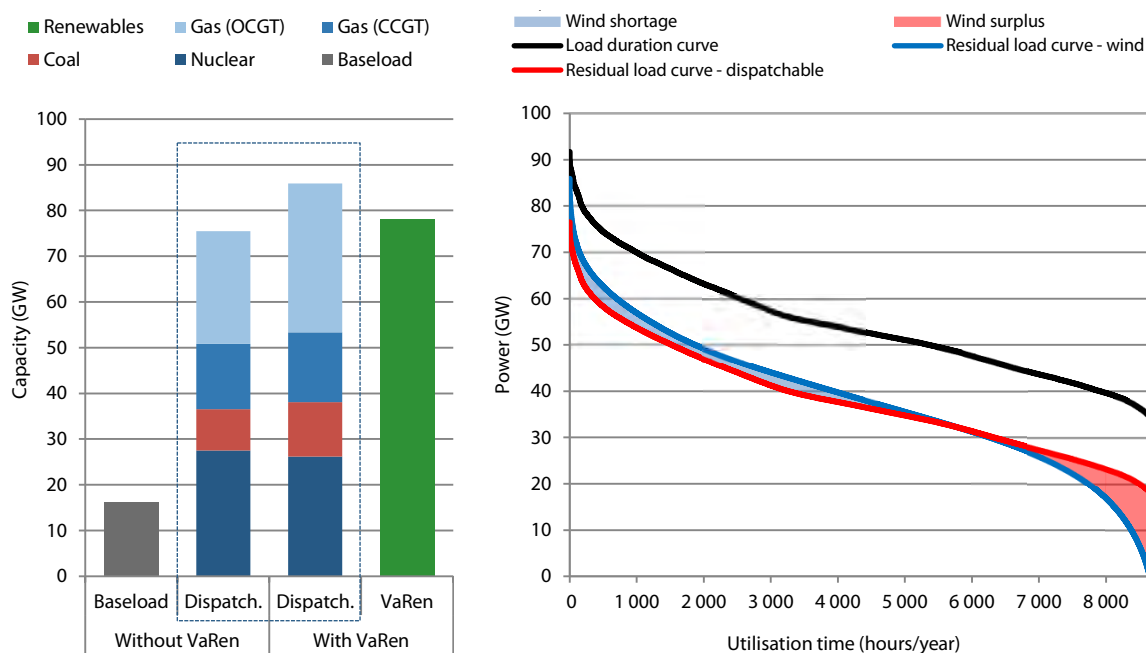 Renewables Gas (OCGT) Gas (CCGT)
Coal Nuclear Baseload
Capacity (GW)
100
90
80
70
60
50
40
30
20
10
0
Baseload Dispatch. Dispatch. VaRen
Without VaRen With VaRen
Wind shortage Wind surplus
Load duration curve Residual load curve - wind
Residual load curve - dispatchable
Power (GW)
100
90
80
70
60
50
40
30
20
10
0
0 1 000 2 000 3 000 4 000 5 000 6 000 7 000 8 000
Utilisation time (hours/year)